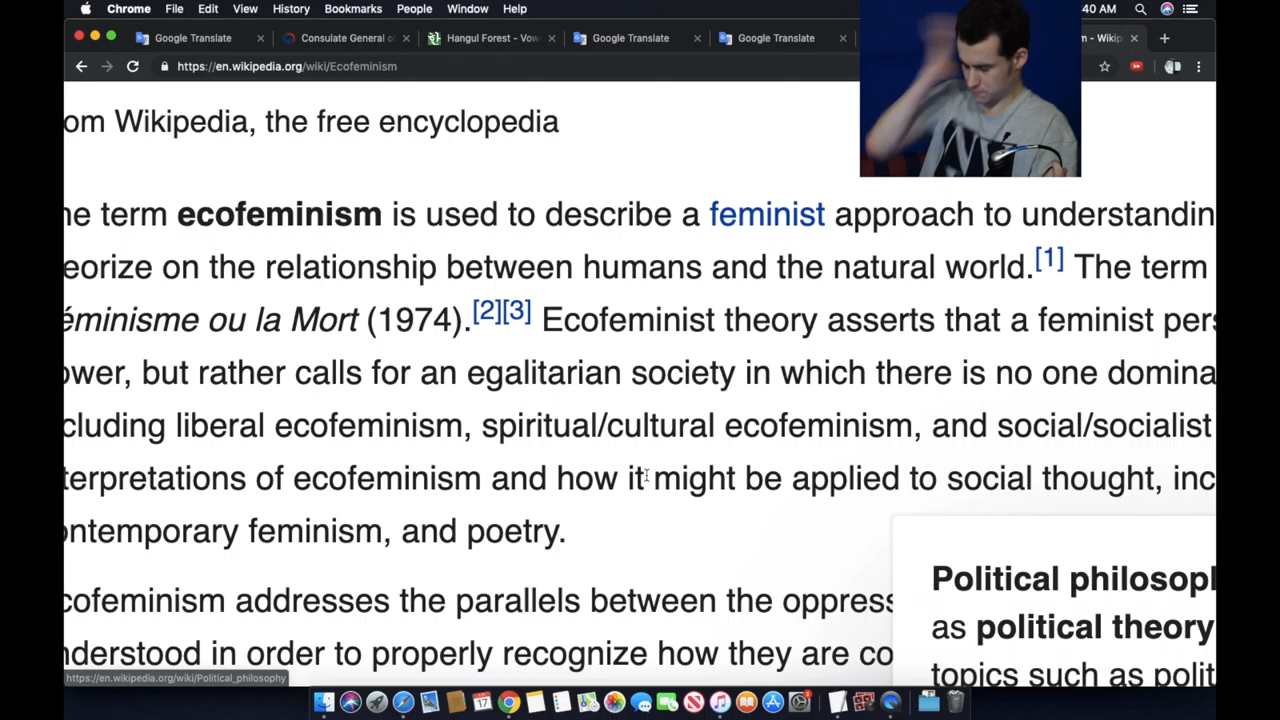 Chrome File Edit View History Bookmarks People Window Help :40 AM
Google Translate × Consulate General o × Hangul Forest - Vow × Google Translate × Google Translate × m - Wikip × +
https://en.wikipedia.org/wiki/Ecofeminism
om Wikipedia, the free encyclopedia
he term ecofeminism is used to describe a feminist approach to understandin
eorize on the relationship between humans and the natural world.[1] The term
éminisme ou la Mort (1974).[2][3] Ecofeminist theory asserts that a feminist pers
ower, but rather calls for an egalitarian society in which there is no one domina
cluding liberal ecofeminism, spiritual/cultural ecofeminism, and social/socialist
terpretations of ecofeminism and how it might be applied to social thought, inc
ontemporary feminism, and poetry.
cofeminism addresses the parallels between the oppress
nderstood in order to properly recognize how they are co
Political philosoph
as political theory
topics such as polit
https://en.wikipedia.org/wiki/Political_philosophy
17